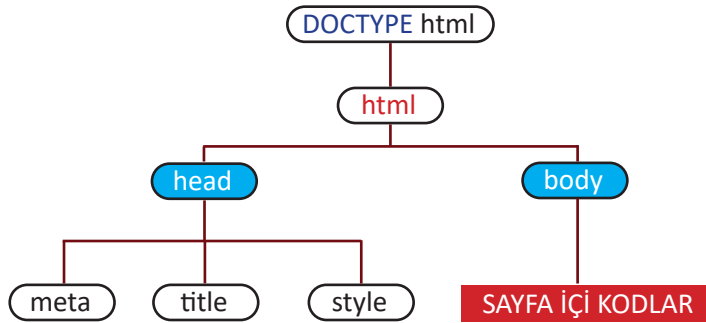 DOCTYPE html
html
head
body
meta
title
style
SAYFA İÇİ KODLAR